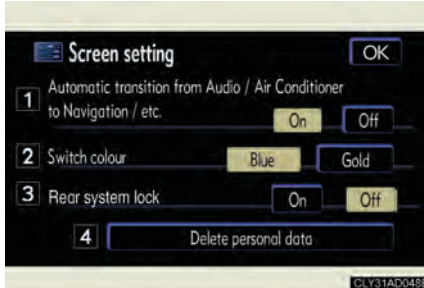 Screen setting OK
1 Automatic transition from Audio / Air Conditioner
to Navigation / etc. On Off
2 Switch colour Blue Gold
3 Rear system lock On Off
4 Delete personal data
CLY31AD048